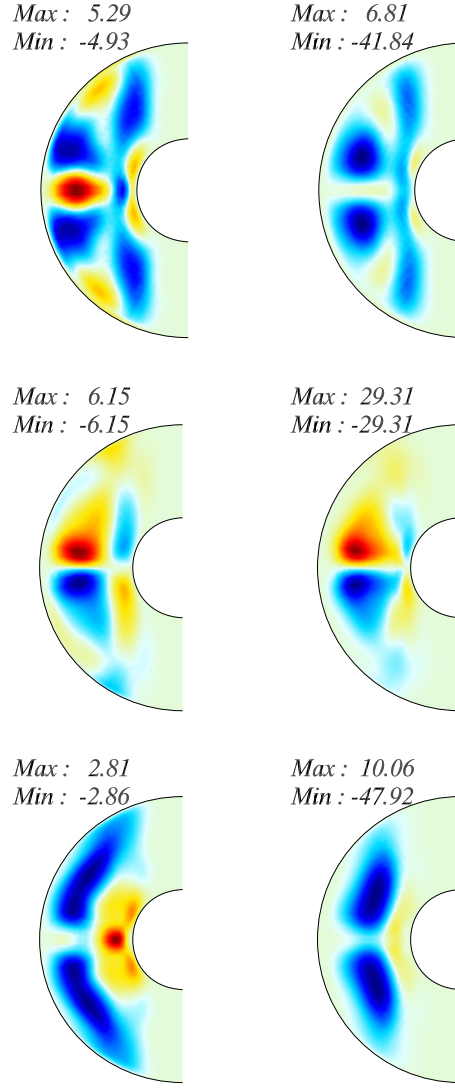 Max : 5.29
Min : -4.93
Max : 6.81
Min : -41.84
Max : 6.15
Min : -6.15
Max : 29.31
Min : -29.31
Max : 2.81
Min : -2.86
Max : 10.06
Min : -47.92